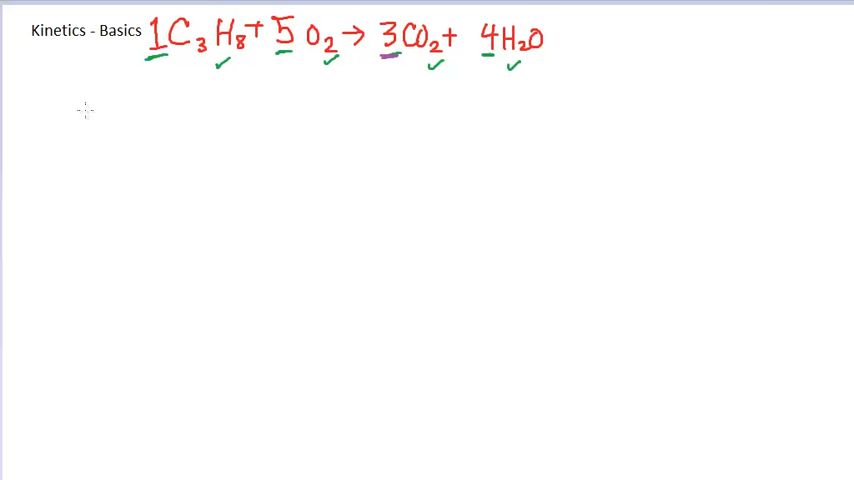 Kinetics - Basics 1C₃H₈ + 5 O₂ → 3CO₂ + 4H₂O